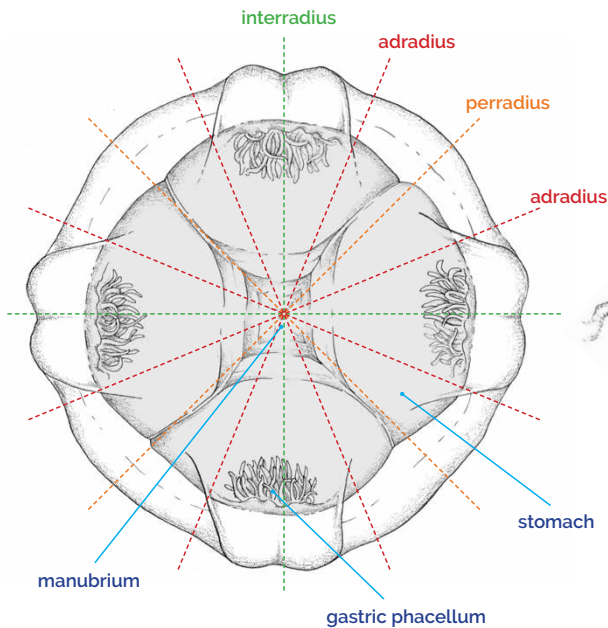 interradius
adradius
perradius
adradius
stomach
manubrium
gastric phacellum